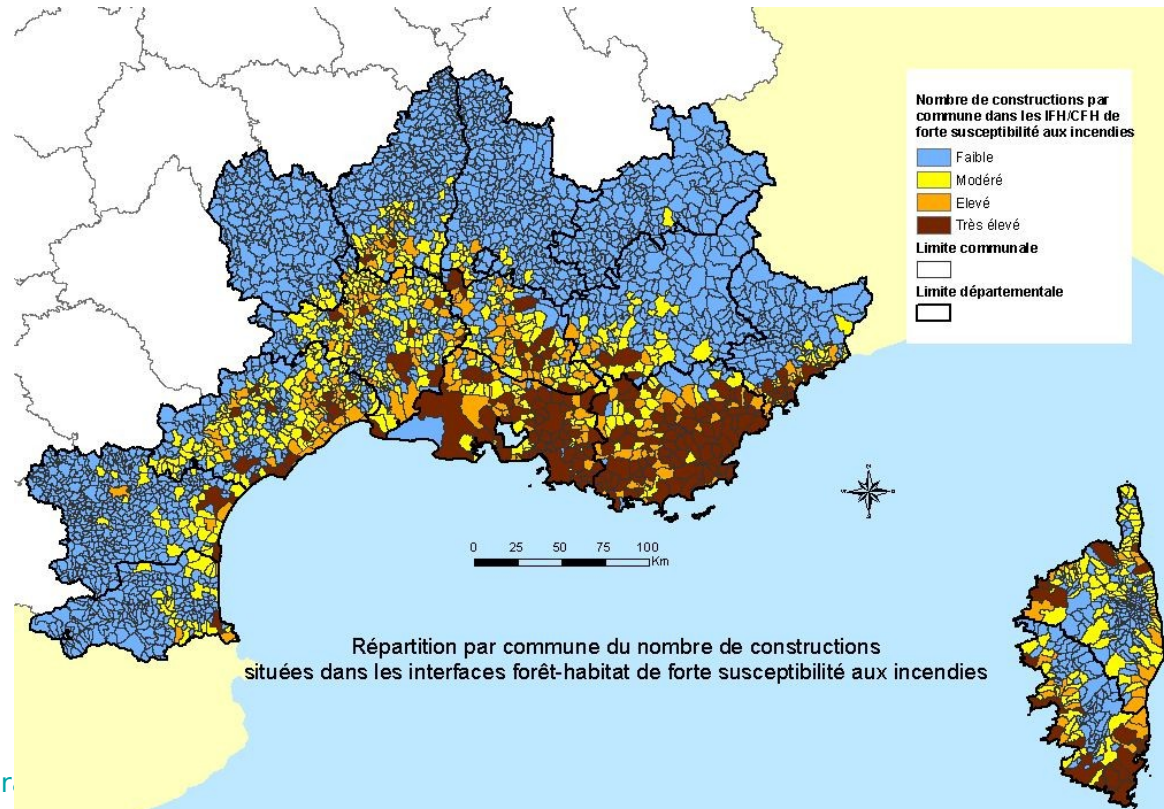 Nombre de constructions par
commune dans les IFH/CFH de
forte susceptibilité aux incendies
Faible
Modéré
Elevé
Très élevé
Limite communale
Limite départementale
0 25 50 75 100
Km
Répartition par commune du nombre de constructions
situées dans les interfaces forêt-habitat de forte susceptibilité aux incendies